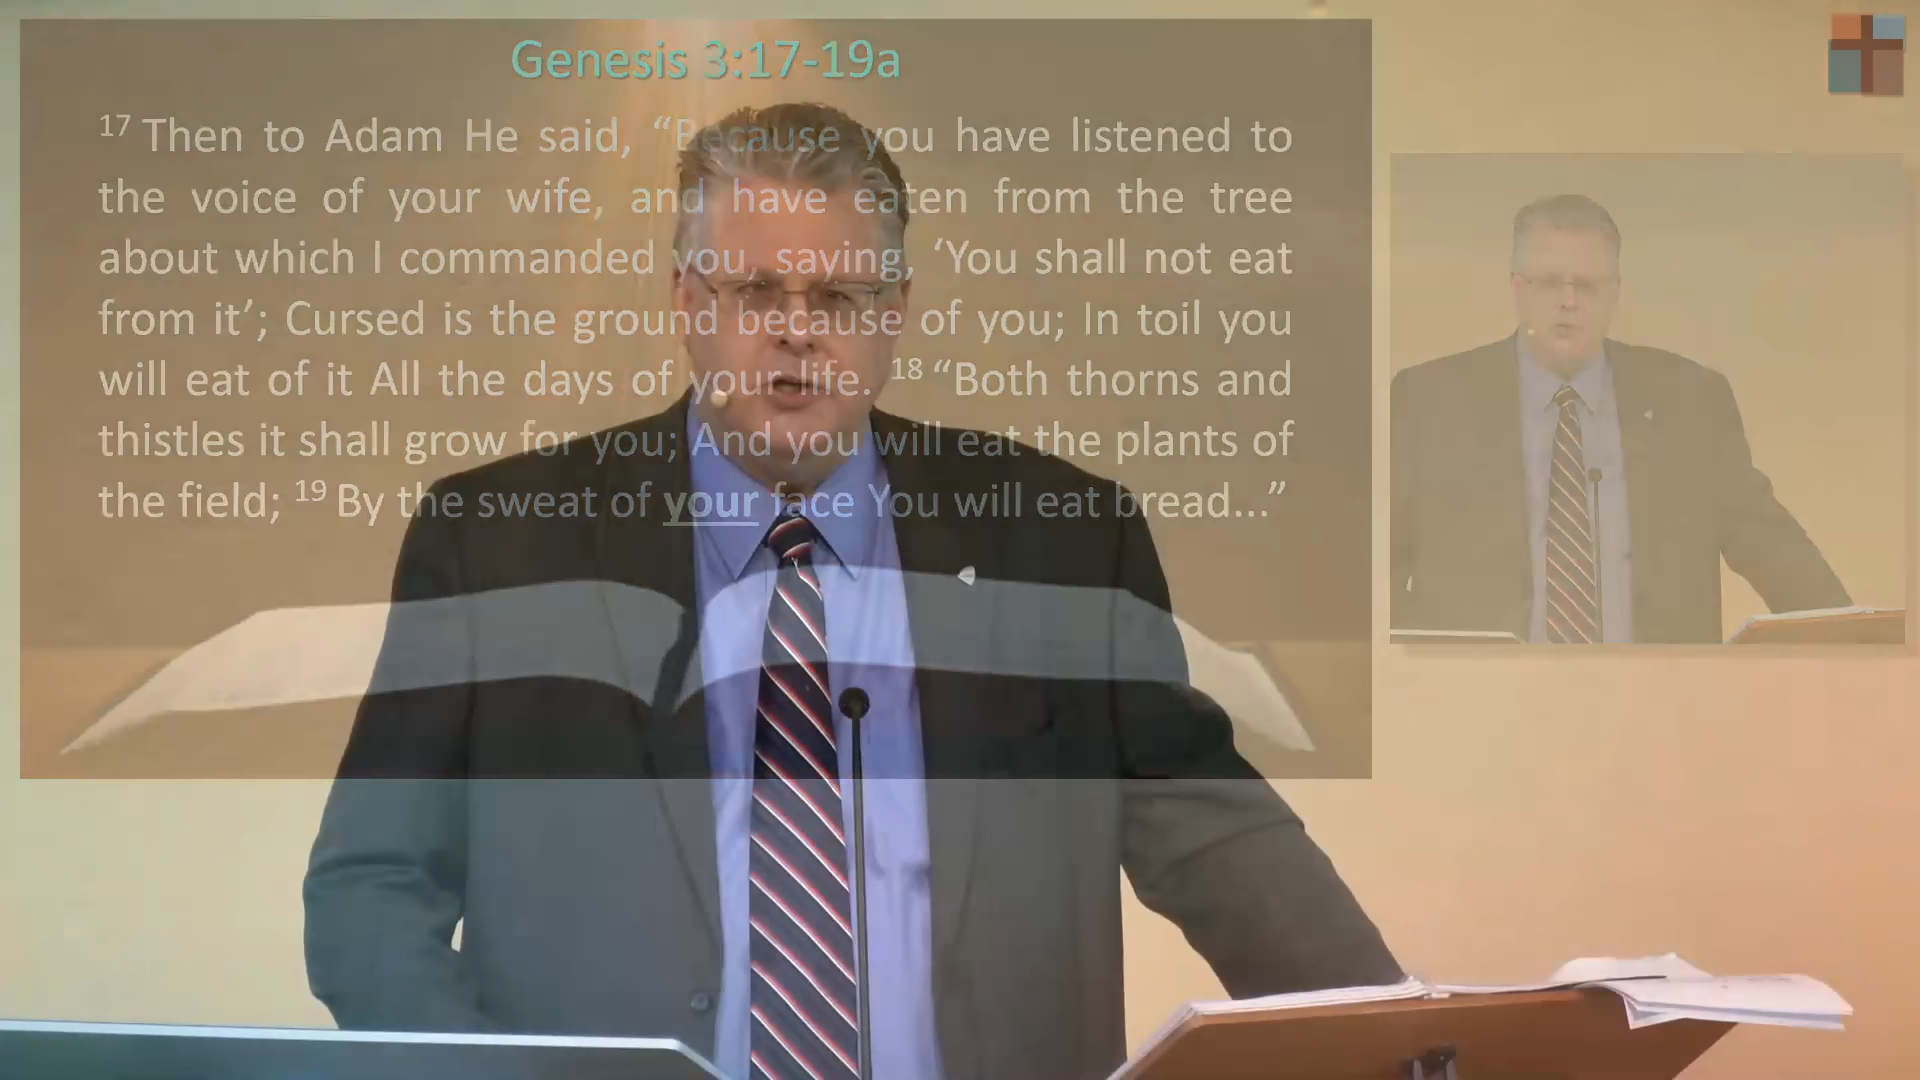 Genesis 3:17-19a
17 Then to Adam He said, “Because you have listened to
the voice of your wife, and have eaten from the tree
about which I commanded you, saying, ‘You shall not eat
from it’; Cursed is the ground because of you; In toil you
will eat of it All the days of your life. 18 “Both thorns and
thistles it shall grow for you; And you will eat the plants of
the field; 19 By the sweat of your face You will eat bread...”